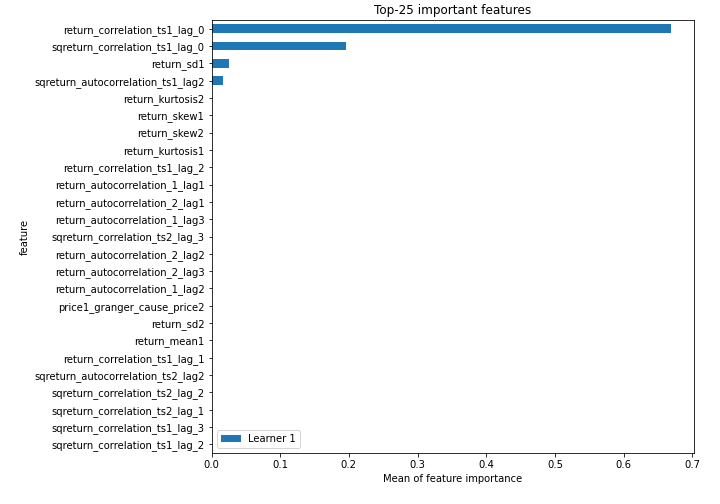 Top-25 important features
return_correlation_ts1_lag_0
sqreturn_correlation_ts1_lag_0
return_sd1
sqreturn_autocorrelation_ts1_lag2
return_kurtosis2
return_skew1
return_skew2
return_kurtosis1
return_correlation_ts1_lag_2
return_autocorrelation_1_lag1
return_autocorrelation_2_lag1
return_autocorrelation_1_lag3
sqreturn_correlation_ts2_lag_3
return_autocorrelation_2_lag2
return_autocorrelation_2_lag3
return_autocorrelation_1_lag2
price1_granger_cause_price2
return_sd2
return_mean1
return_correlation_ts1_lag_1
sqreturn_autocorrelation_ts2_lag2
sqreturn_correlation_ts2_lag_2
sqreturn_correlation_ts2_lag_1
sqreturn_correlation_ts1_lag_3
sqreturn_correlation_ts1_lag_2
feature
Learner 1
0.0 0.1 0.2 0.3 0.4 0.5 0.6 0.7
Mean of feature importance